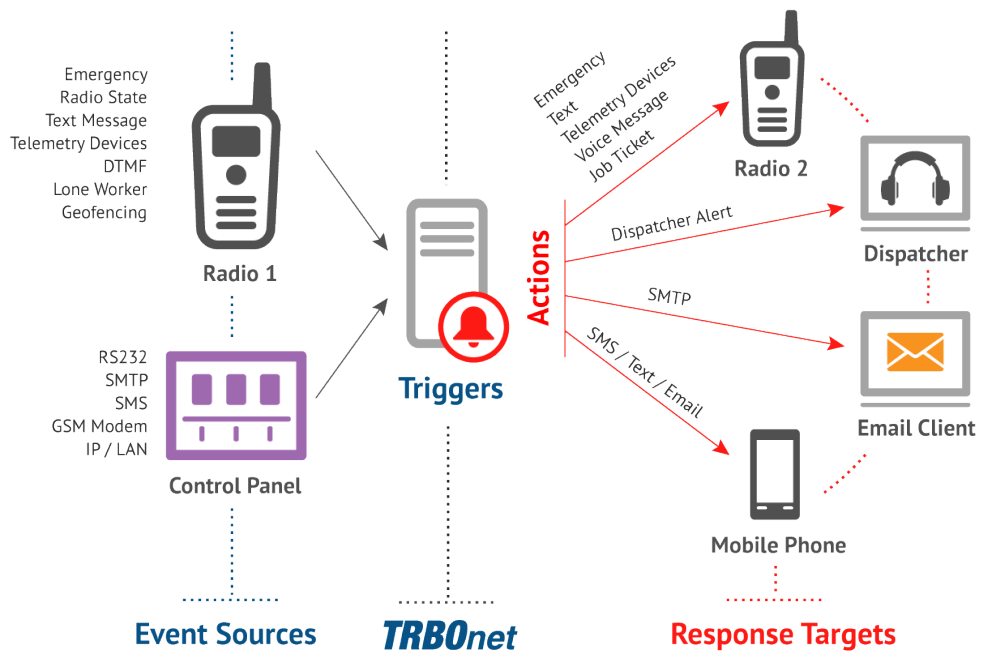 Emergency
Radio State
Text Message
Telemetry Devices
DTMF
Lone Worker
Geofencing
Radio 1
RS232
SMTP
SMS
GSM Modem
IP / LAN
Control Panel
Event Sources
Triggers
TRBOnet
Actions
Emergency
Text
Telemetry Devices
Voice Message
Job Ticket
Dispatcher Alert
SMTP
SMS / Text / Email
Radio 2
Dispatcher
Email Client
Mobile Phone
Response Targets